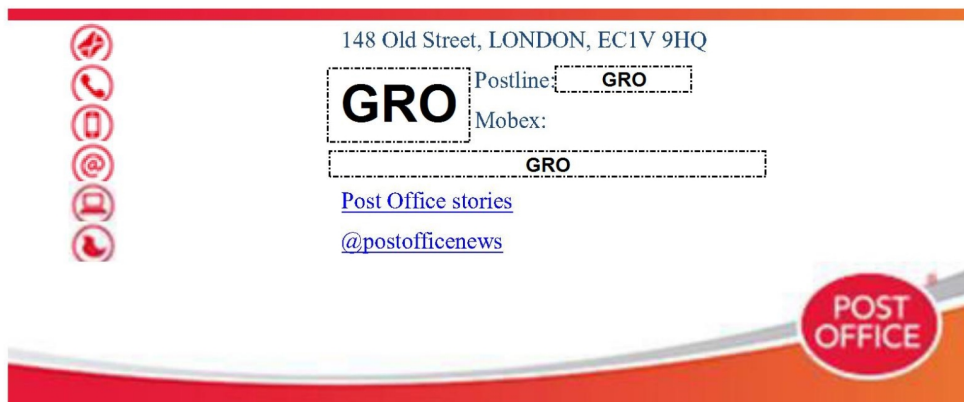 148 Old Street, LONDON, EC1V 9HQ
GRO
Postline: GRO
Mobex:
GRO
Post Office stories
@postofficenews
POST
OFFICE